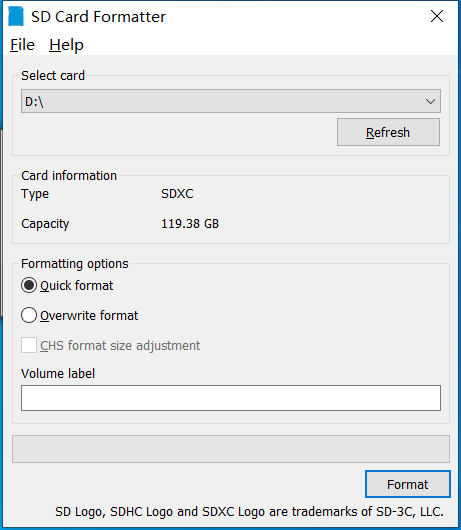 SD Card Formatter
File Help
Select card
D:\
Refresh
Card information
Type SDXC
Capacity 119.38 GB
Formatting options
Quick format
Overwrite format
CHS format size adjustment
Volume label
Format
SD Logo, SDHC Logo and SDXC Logo are trademarks of SD-3C, LLC.